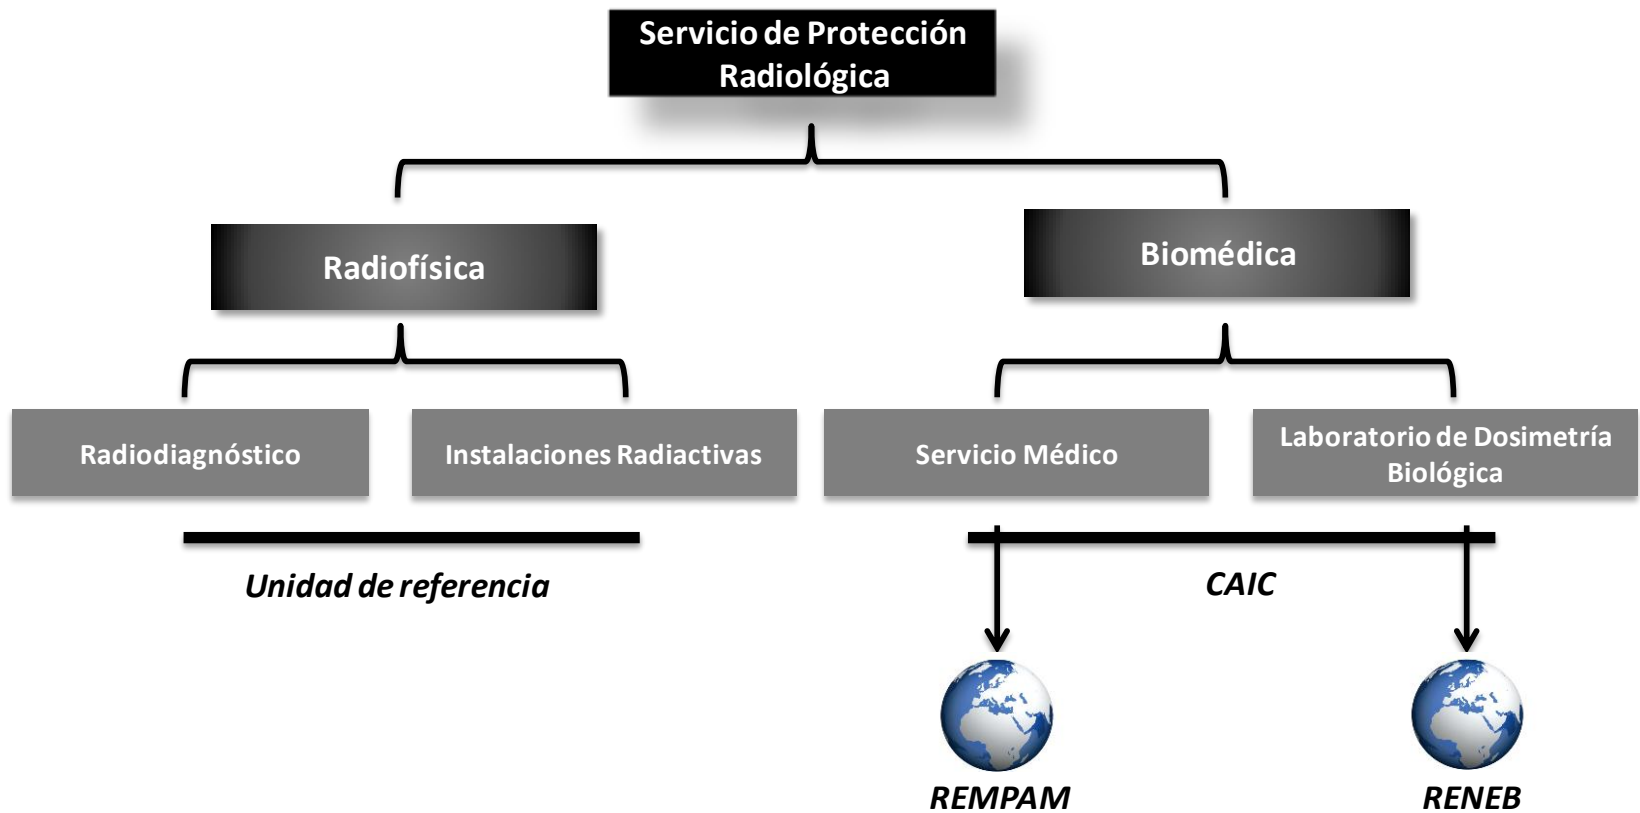 Servicio de Protección
Radiológica
Radiofísica
Biomédica
Radiodiagnóstico
Instalaciones Radiactivas
Servicio Médico
Laboratorio de Dosimetría
Biológica
Unidad de referencia
CAIC
REMPAM
RENEB